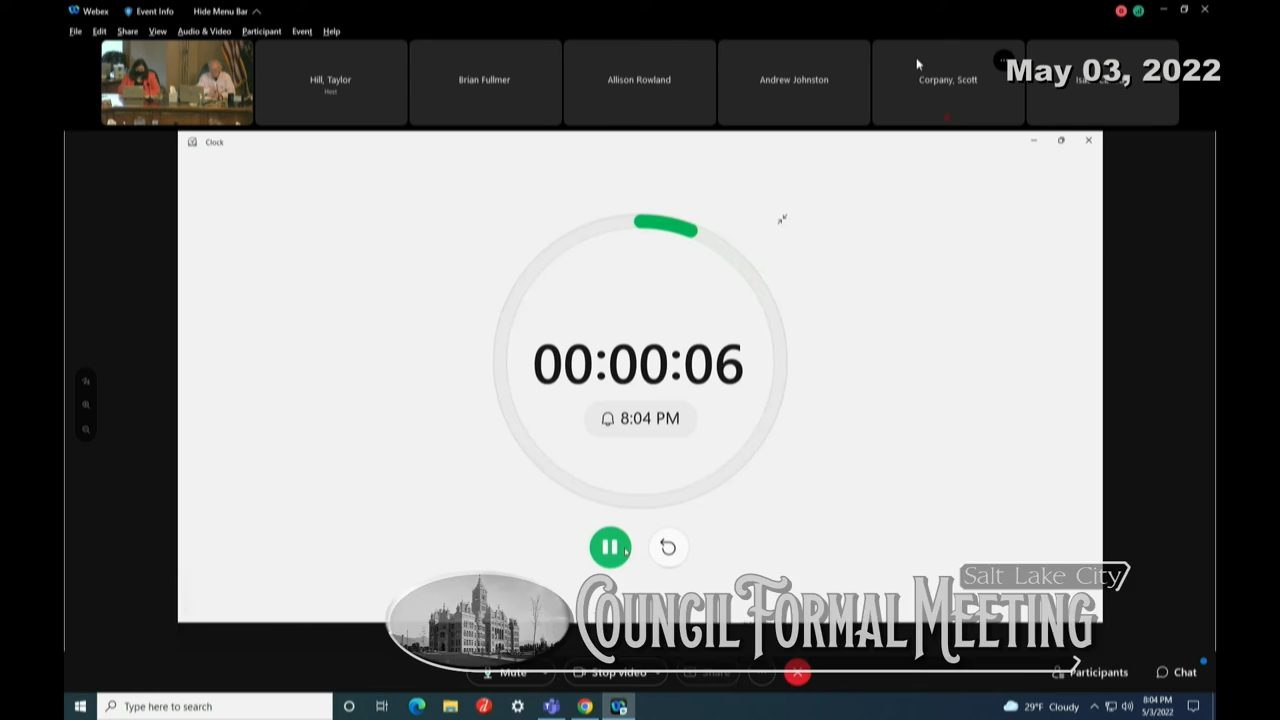 Webex Event Info Hide Menu Bar
File Edit Share View Audio & Video Participant Event Help
Hill, Taylor
Host
Brian Fullmer
Allison Rowland
Andrew Johnston
Corpany, Scott
May 03, 2022
Clock
00:00:06
8:04 PM
Salt Lake City
COUNCIL FORMAL MEETING
Mute Stop video Share Participants Chat
Type here to search
29°F Cloudy
8:04 PM
5/3/2022